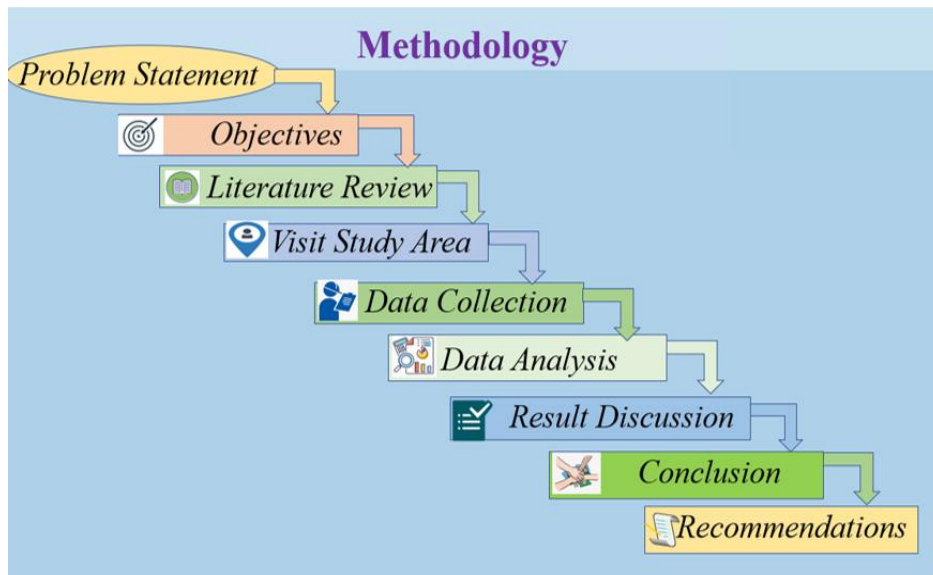 Methodology
Problem Statement
Objectives
Literature Review
Visit Study Area
Data Collection
Data Analysis
Result Discussion
Conclusion
Recommendations